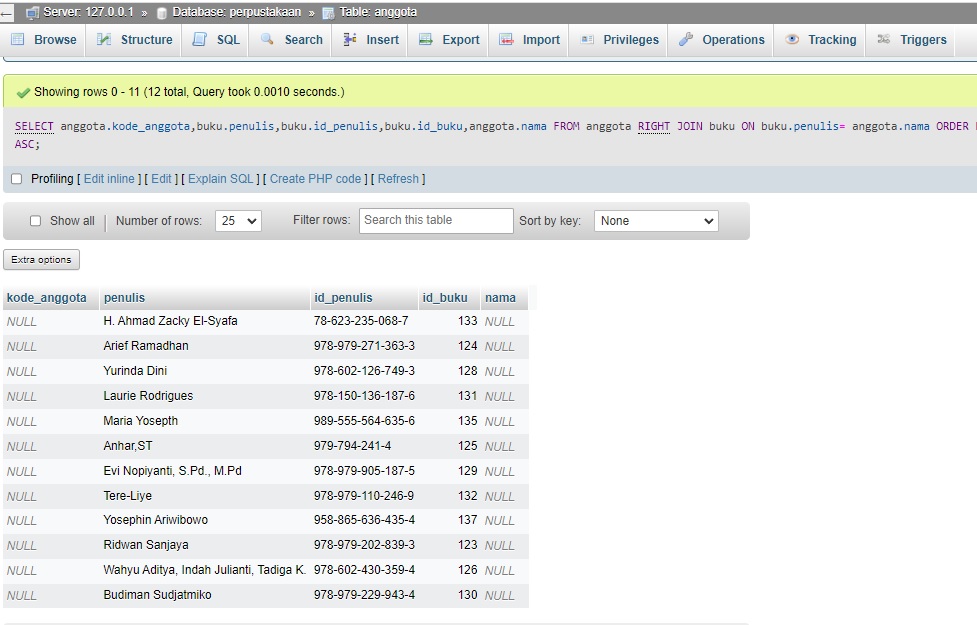 ← Server: 127.0.0.1 » Database: perpustakaan » Table: anggota
Browse Structure SQL Search Insert Export Import Privileges Operations Tracking Triggers
Showing rows 0 - 11 (12 total, Query took 0.0010 seconds.)
SELECT anggota.kode_anggota,buku.penulis,buku.id_penulis,buku.id_buku,anggota.nama FROM anggota RIGHT JOIN buku ON buku.penulis= anggota.nama ORDER
ASC;
Profiling [ Edit inline ] [ Edit ] [ Explain SQL ] [ Create PHP code ] [ Refresh ]
Show all | Number of rows: 25 Filter rows: Search this table Sort by key: None
Extra options
kode_anggota penulis id_penulis id_buku nama
NULL H. Ahmad Zacky El-Syafa 78-623-235-068-7 133 NULL
NULL Arief Ramadhan 978-979-271-363-3 124 NULL
NULL Yurinda Dini 978-602-126-749-3 128 NULL
NULL Laurie Rodrigues 978-150-136-187-6 131 NULL
NULL Maria Yosepth 989-555-564-635-6 135 NULL
NULL Anhar,ST 979-794-241-4 125 NULL
NULL Evi Nopiyanti, S.Pd., M.Pd 978-979-905-187-5 129 NULL
NULL Tere-Liye 978-979-110-246-9 132 NULL
NULL Yosephin Ariwibowo 958-865-636-435-4 137 NULL
NULL Ridwan Sanjaya 978-979-202-839-3 123 NULL
NULL Wahyu Aditya, Indah Julianti, Tadiga K. 978-602-430-359-4 126 NULL
NULL Budiman Sudjatmiko 978-979-229-943-4 130 NULL